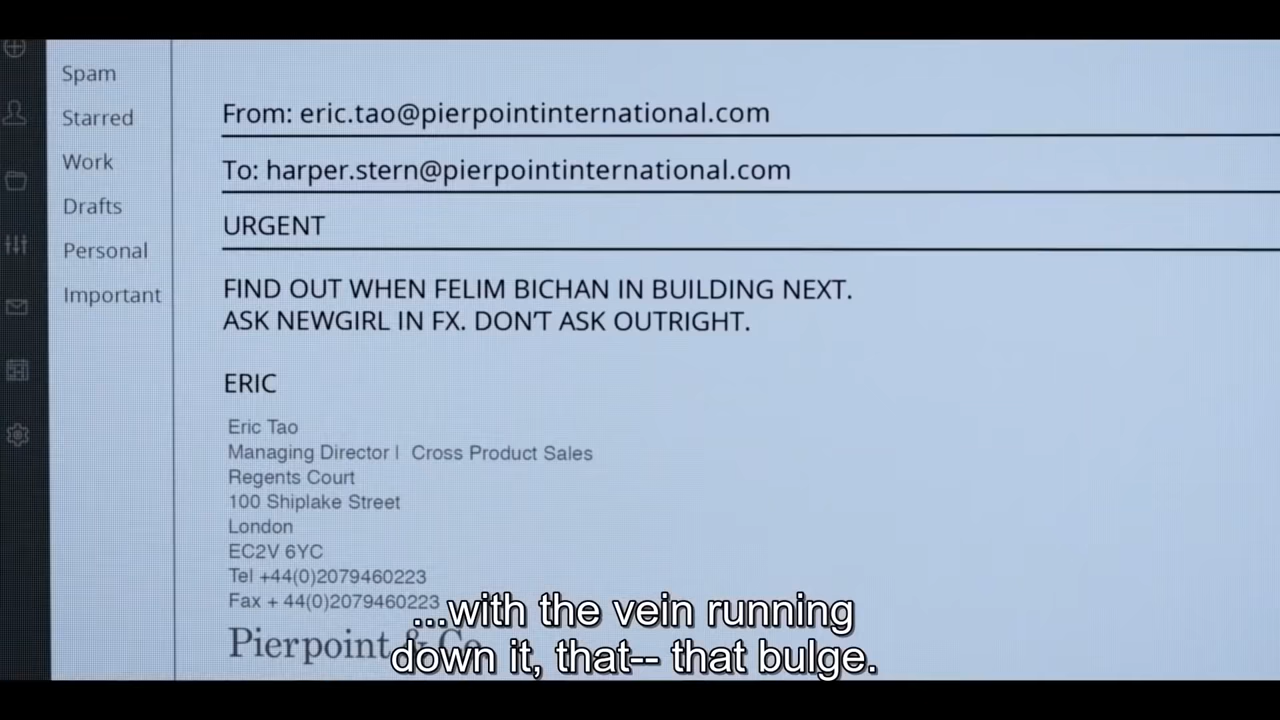 Spam
Starred
Work
Drafts
Personal
Important
From: eric.tao@pierpointinternational.com
To: harper.stern@pierpointinternational.com
URGENT
FIND OUT WHEN FELIM BICHAN IN BUILDING NEXT.
ASK NEWGIRL IN FX. DON'T ASK OUTRIGHT.
ERIC
Eric Tao
Managing Director | Cross Product Sales
Regents Court
100 Shiplake Street
London
EC2V 6YC
Tel +44(0)2079460223
Fax + 44(0)2079460223
Pierpoint & Co
...with the vein running
down it, that-- that bulge.